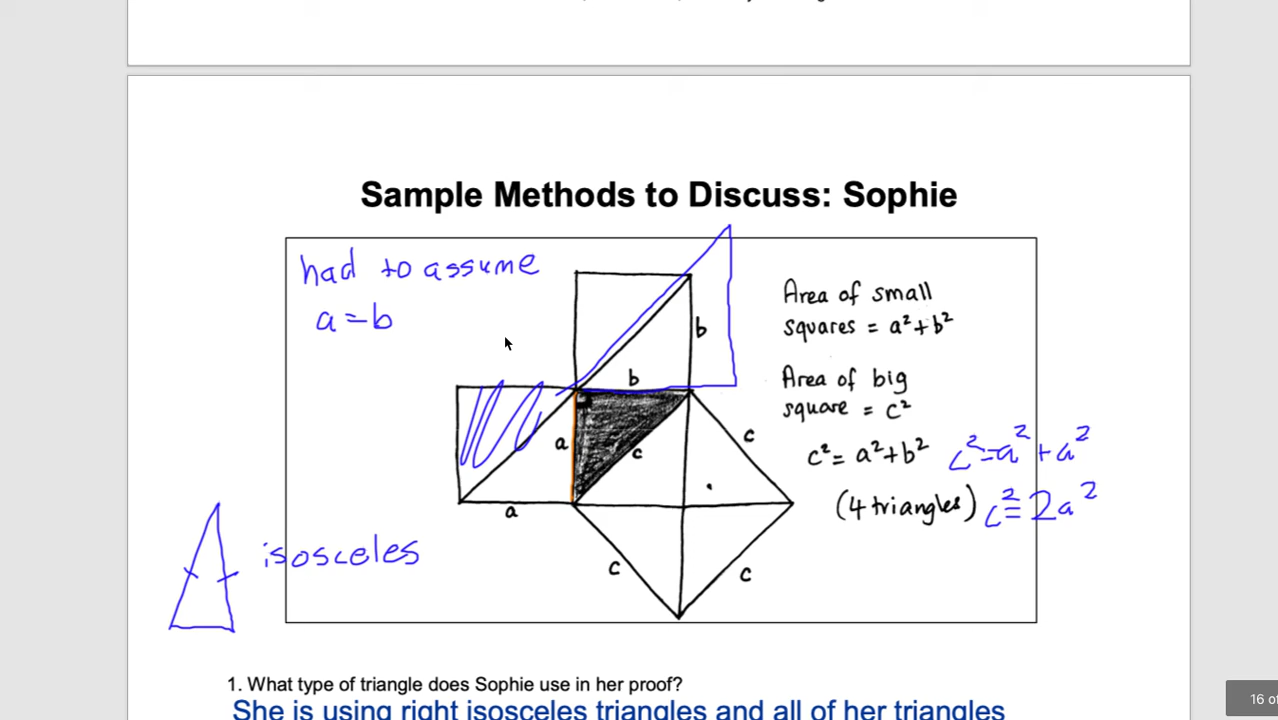 Sample Methods to Discuss: Sophie
had to assume
a=b
Area of small
squares = a²+b²
Area of big
square = c²
c²= a²+b² c²=a²+a²
(4 triangles) c²=2a²
b
b
a
c
a
c
c
c
isosceles
1. What type of triangle does Sophie use in her proof?
She is using right isosceles triangles and all of her triangles
16 of